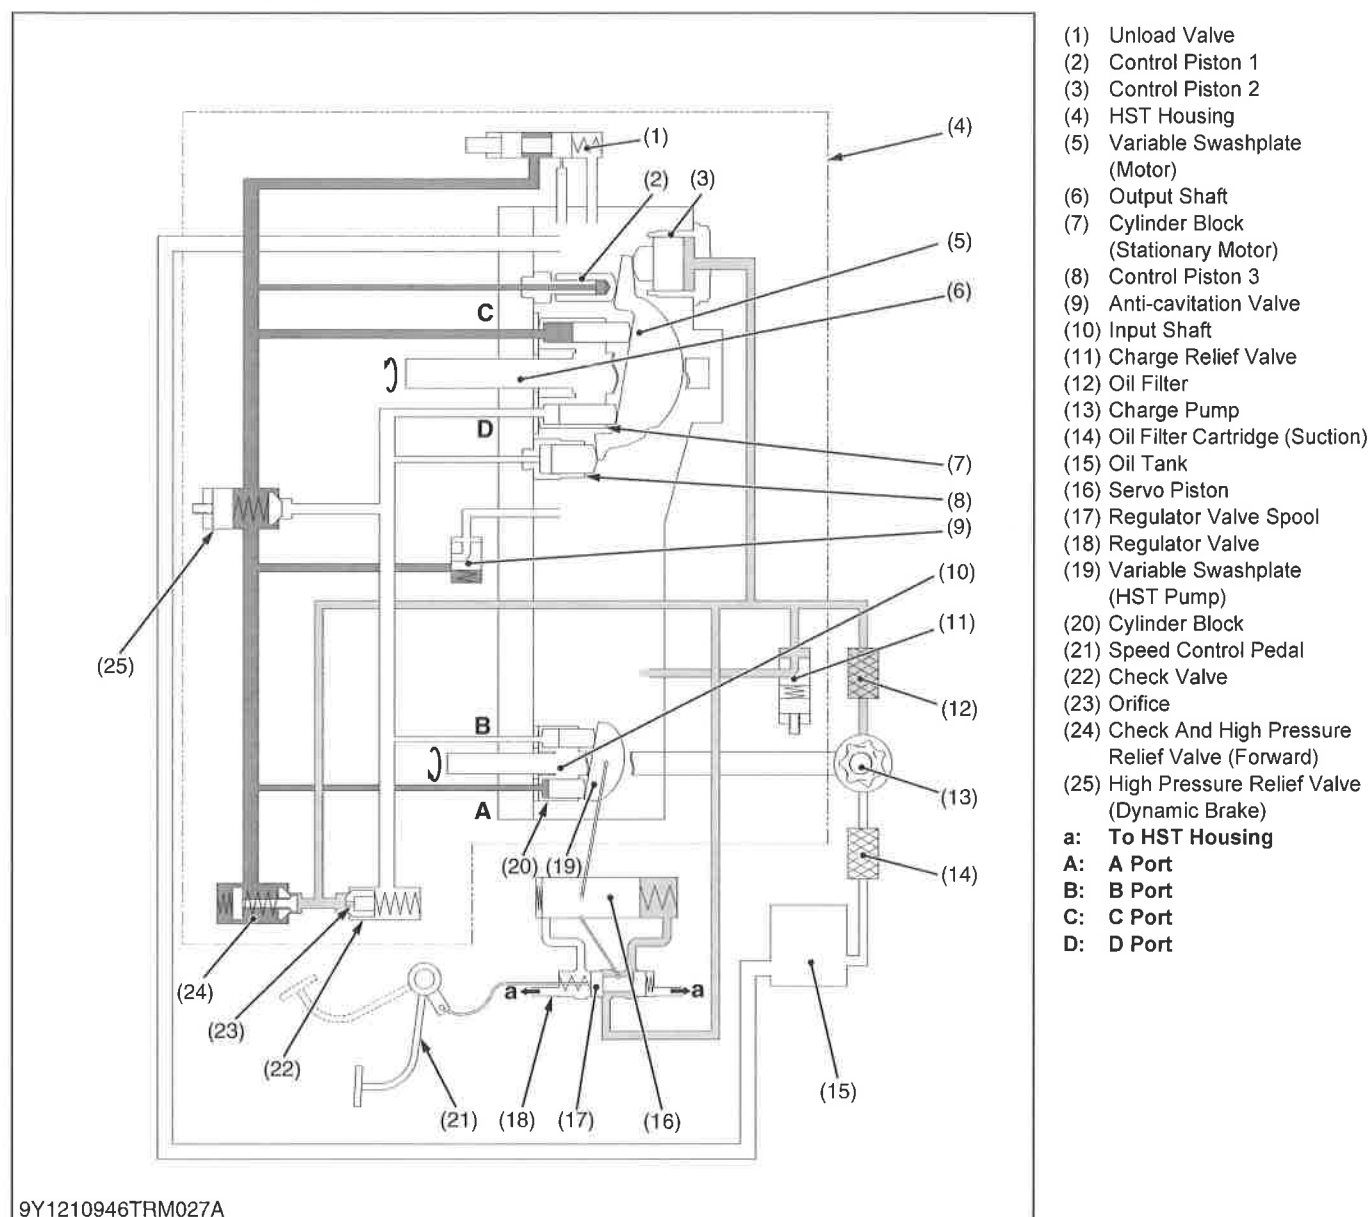 (1)
(2)
(3)
(4)
(5)
(6)
(7)
(8)
(9)
(10)
(11)
(12)
(13)
(14)
(15)
(16)
(17)
(18)
(19)
(20)
(21)
(22)
(23)
(24)
(25)
C
D
B
A
a
a
9Y1210946TRM027A
(1) Unload Valve
(2) Control Piston 1
(3) Control Piston 2
(4) HST Housing
(5) Variable Swashplate
(Motor)
(6) Output Shaft
(7) Cylinder Block
(Stationary Motor)
(8) Control Piston 3
(9) Anti-cavitation Valve
(10) Input Shaft
(11) Charge Relief Valve
(12) Oil Filter
(13) Charge Pump
(14) Oil Filter Cartridge (Suction)
(15) Oil Tank
(16) Servo Piston
(17) Regulator Valve Spool
(18) Regulator Valve
(19) Variable Swashplate
(HST Pump)
(20) Cylinder Block
(21) Speed Control Pedal
(22) Check Valve
(23) Orifice
(24) Check And High Pressure
Relief Valve (Forward)
(25) High Pressure Relief Valve
(Dynamic Brake)
a: To HST Housing
A: A Port
B: B Port
C: C Port
D: D Port